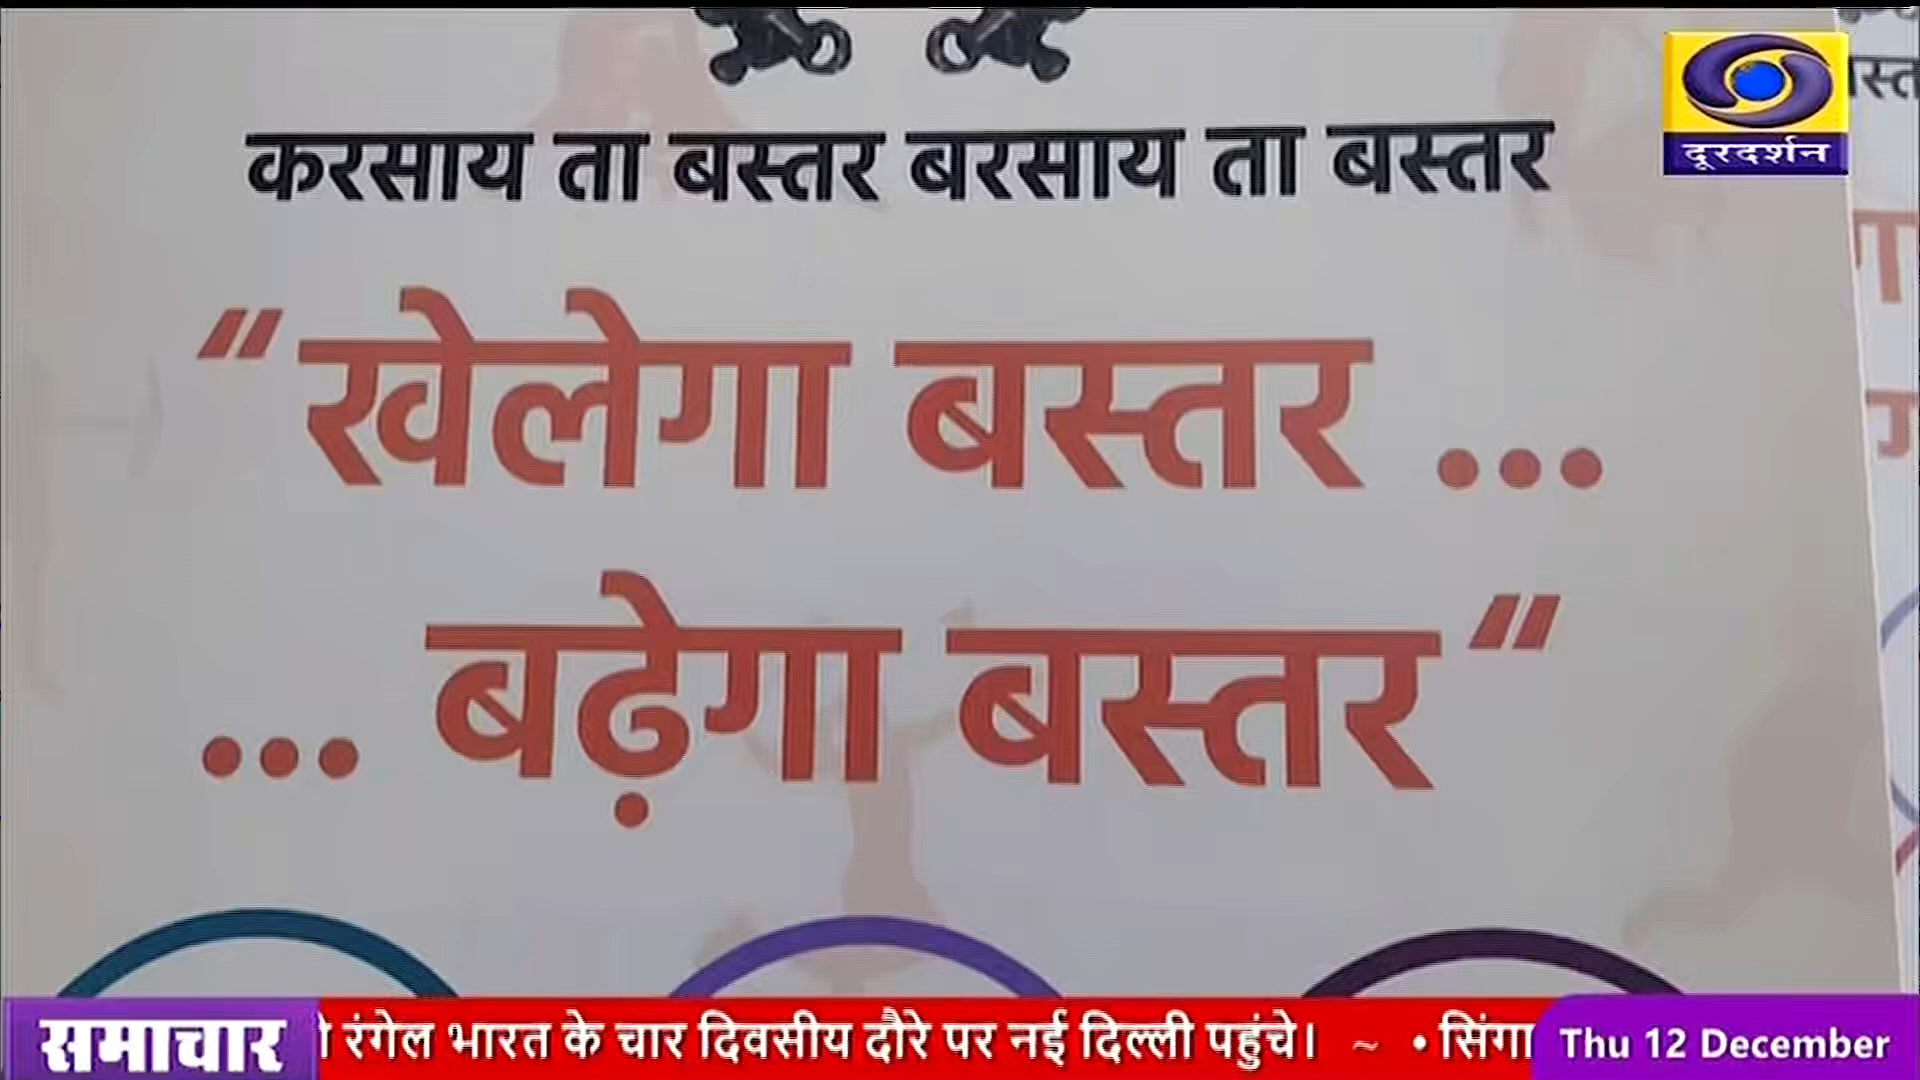 करसाय ता बस्तर बरसाय ता बस्तर
दूरदर्शन
“खेलेगा बस्तर ...
... बढ़ेगा बस्तर“
समाचार
रंगेल भारत के चार दिवसीय दौरे पर नई दिल्ली पहुंचे। ~ •
Thu 12 December